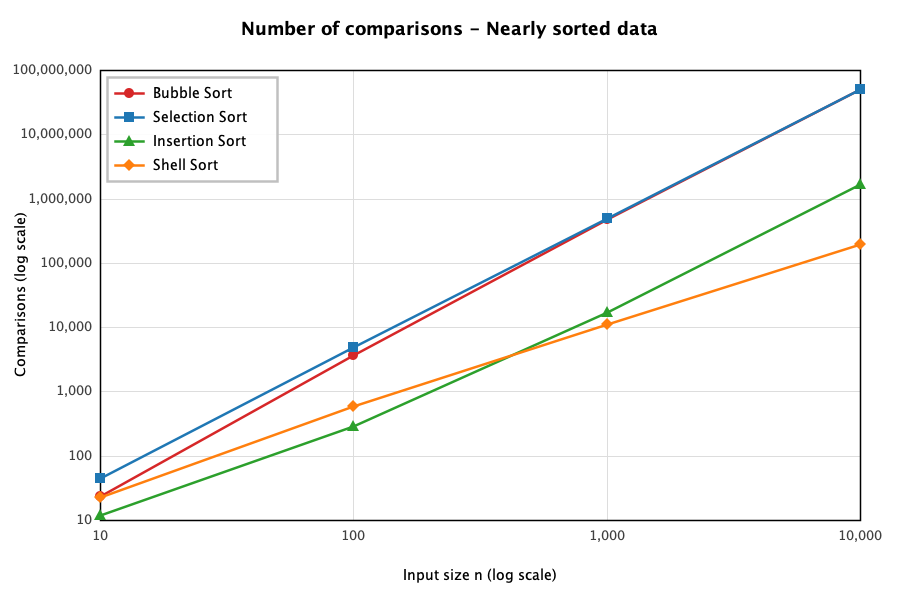 Number of comparisons – Nearly sorted data
Bubble Sort
Selection Sort
Insertion Sort
Shell Sort
100,000,000
10,000,000
1,000,000
100,000
10,000
1,000
100
10
Comparisons (log scale)
10 100 1,000 10,000
Input size n (log scale)